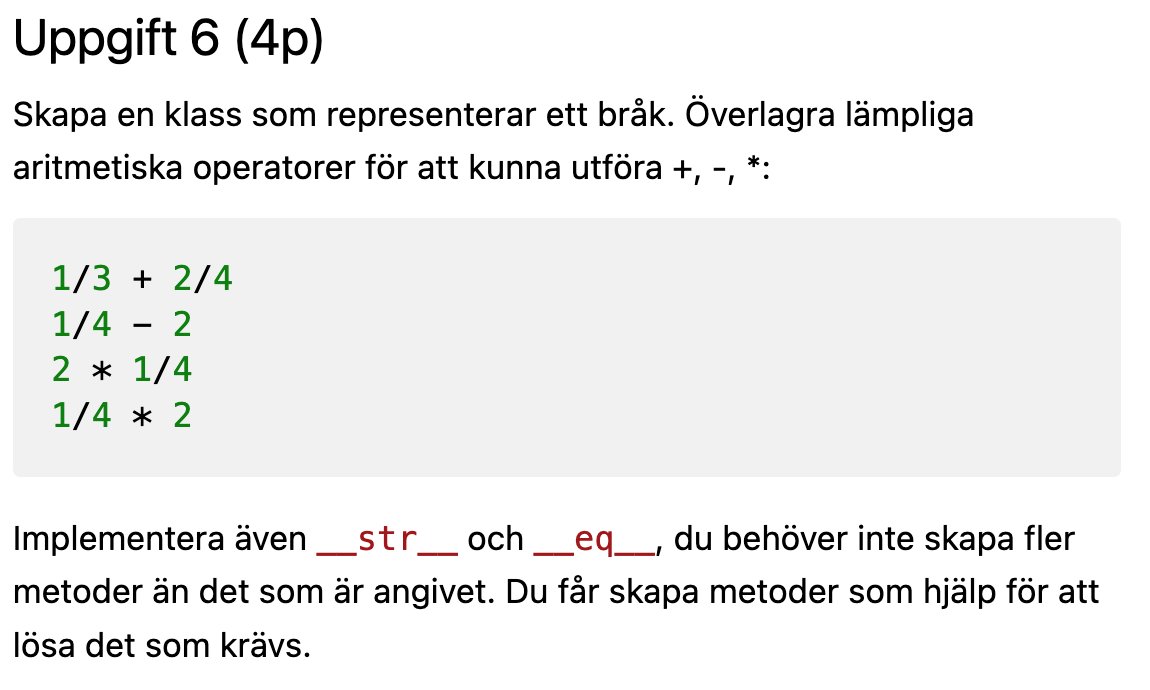 Uppgift 6 (4p)
Skapa en klass som representerar ett bråk. Överlagra lämpliga
aritmetiska operatorer för att kunna utföra +, -, *:
1/3 + 2/4
1/4 − 2
2 * 1/4
1/4 * 2
Implementera även __str__ och __eq__, du behöver inte skapa fler
metoder än det som är angivet. Du får skapa metoder som hjälp för att
lösa det som krävs.